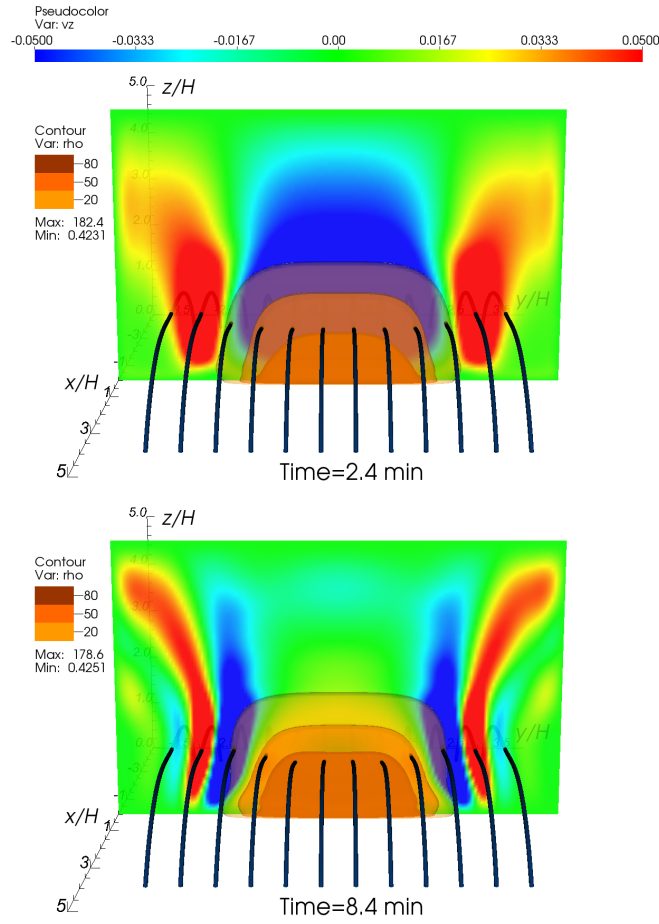 Pseudocolor
Var: vz
-0.0500 -0.0333 -0.0167 0.00 0.0167 0.0333 0.0500
5.0 z/H
4.0
Contour
Var: rho
80
50
20
3.0
Max: 182.4
Min: 0.4231
2.0
1.0
0.0
y/H
x/H
1
3
5
Time=2.4 min
5.0 z/H
4.0
Contour
Var: rho
80
50
20
3.0
Max: 178.6
Min: 0.4251
2.0
1.0
0.0
y/H
x/H
1
3
5
Time=8.4 min